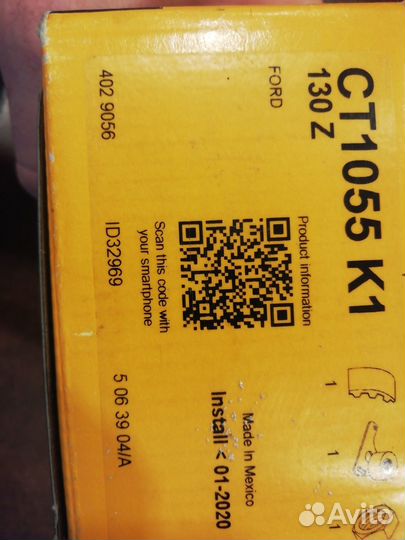 CT1055 K1
130 Z
FORD
402 9056
Product information
Scan this code with
your smartphone
ID32969
1
1
1
Made In Mexico
Install < 01-2020
5 06 39 04/A
Avito